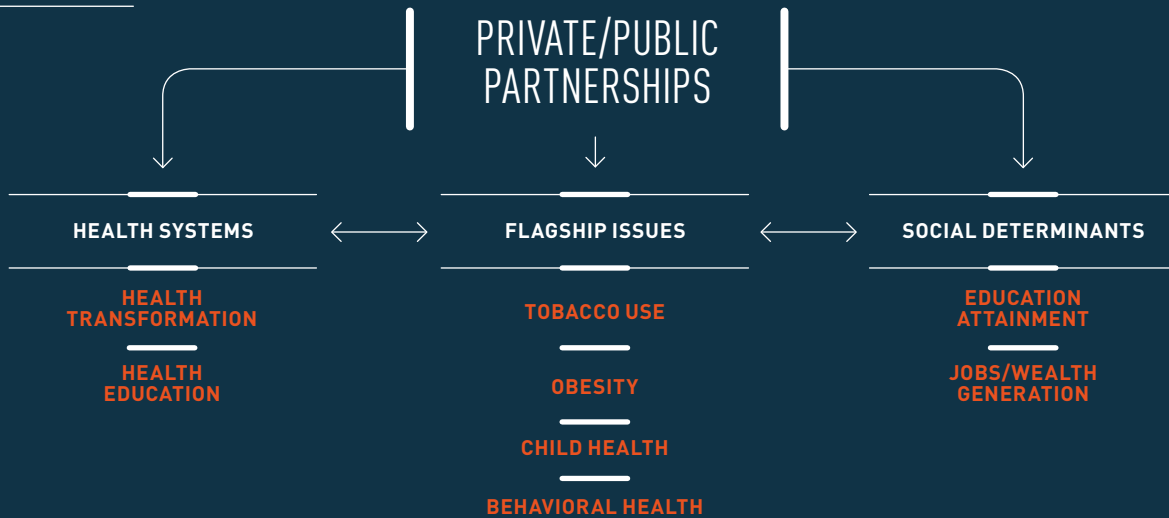 PRIVATE/PUBLIC
PARTNERSHIPS
HEALTH SYSTEMS
HEALTH
TRANSFORMATION
HEALTH
EDUCATION
FLAGSHIP ISSUES
TOBACCO USE
OBESITY
CHILD HEALTH
BEHAVIORAL HEALTH
SOCIAL DETERMINANTS
EDUCATION
ATTAINMENT
JOBS/WEALTH
GENERATION